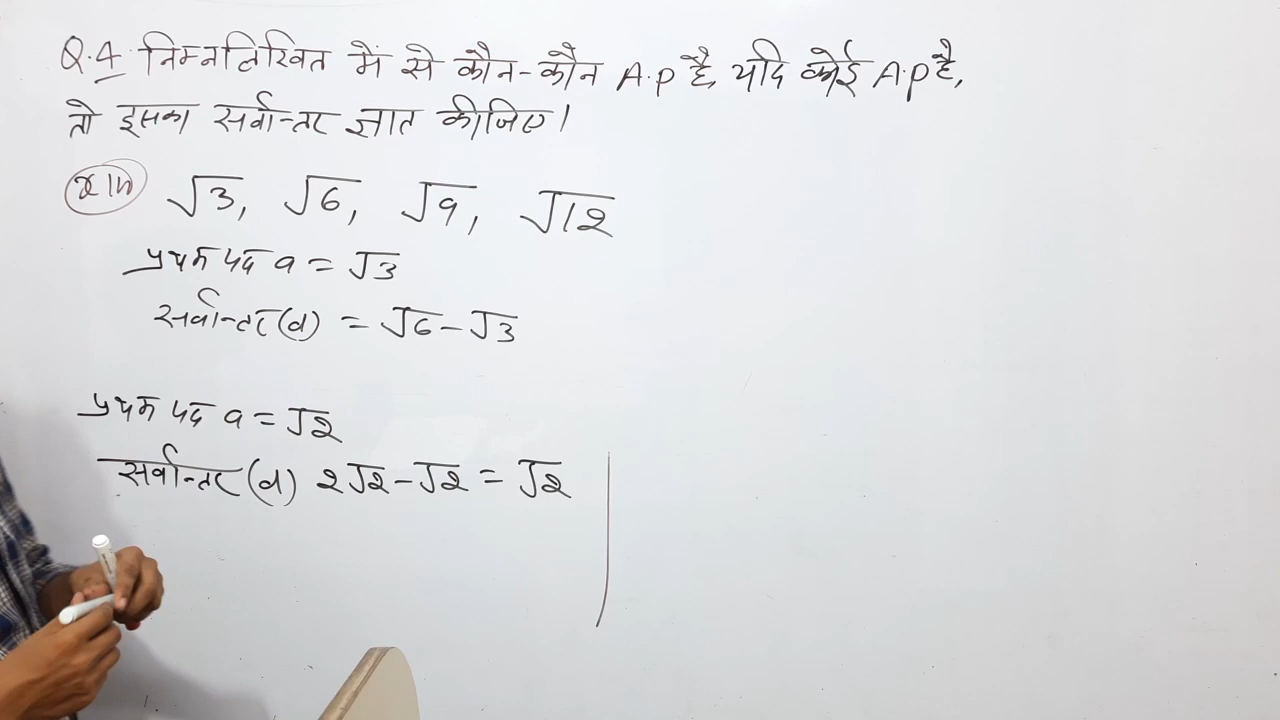 Q.4 निम्नलिखित में से कौन-कौन A.P है, यदि कोई A.P है,
तो इसका सर्वान्तर ज्ञात कीजिए।
√3, √6, √9, √12
प्रथम पद a = √3
सर्वान्तर (d) = √6 - √3
प्रथम पद a = √2
सर्वान्तर (d) 2√2 - √2 = √2